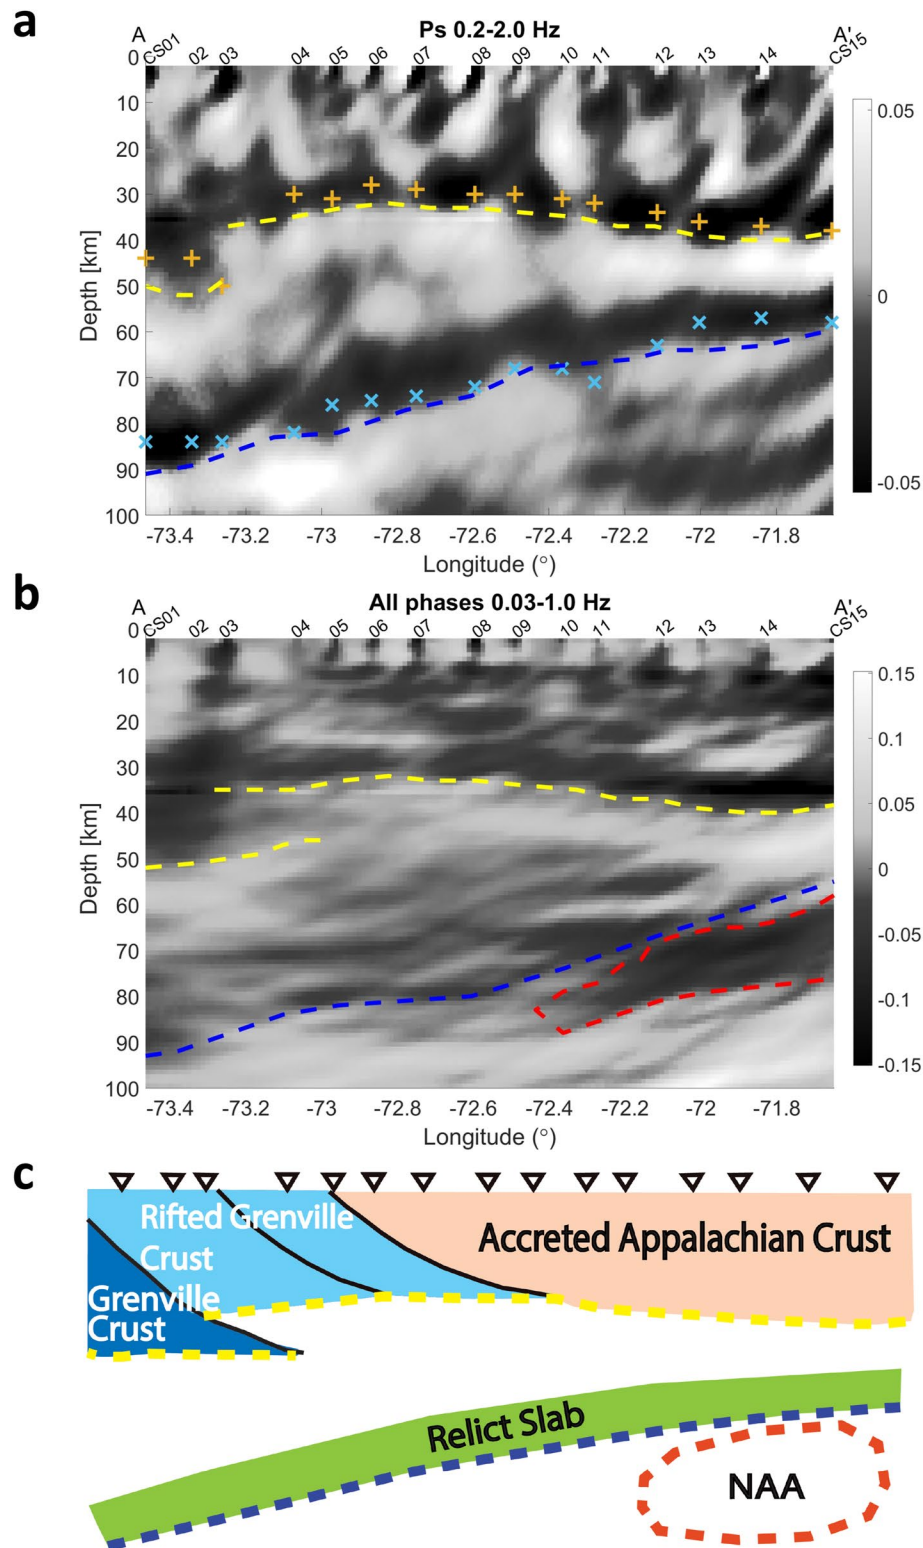 a
Ps 0.2-2.0 Hz
A
A'
CS01 02 03 04 05 06 07 08 09 10 11 12 13 14 CS15
0
10
20
30
40
50
60
70
80
90
100
Depth [km]
-73.4 -73.2 -73 -72.8 -72.6 -72.4 -72.2 -72 -71.8
Longitude (°)
0.05
0
-0.05
b
All phases 0.03-1.0 Hz
A
A'
CS01 02 03 04 05 06 07 08 09 10 11 12 13 14 CS15
0
10
20
30
40
50
60
70
80
90
100
Depth [km]
-73.4 -73.2 -73 -72.8 -72.6 -72.4 -72.2 -72 -71.8
Longitude (°)
0.15
0.1
0.05
0
-0.05
-0.1
-0.15
c
Rifted Grenville
Crust
Grenville
Crust
Accreted Appalachian Crust
Relict Slab
NAA